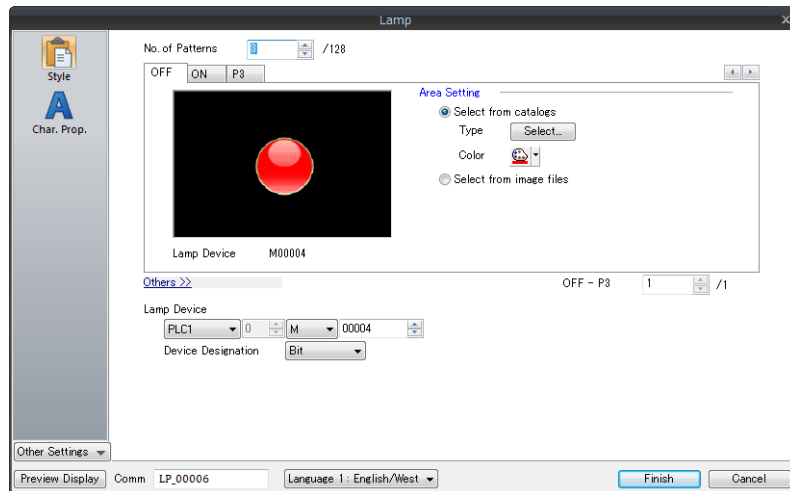 Lamp
x
Style
Char. Prop.
No. of Patterns 3 /128
OFF ON P3
Area Setting
Select from catalogs
Type Select...
Color
Select from image files
Lamp Device M00004
Others >>
OFF - P3 1 /1
Lamp Device
PLC1 0 M 00004
Device Designation Bit
Other Settings
Preview Display Comm LP_00006 Language 1 : English/West Finish Cancel